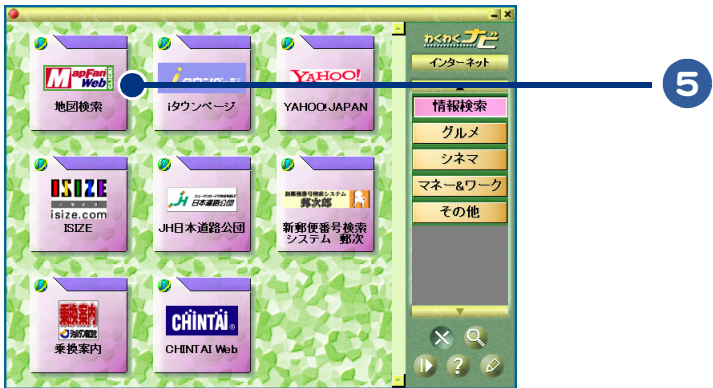 MapFan
Web
地図検索
iタウンページ
YAHOO!
YAHOO!JAPAN
ISIZE
イサイズ
isize.com
ISIZE
JH 日本道路公団
JH日本道路公団
新郵便番号検索システム
郵次郎
新郵便番号検索
システム 郵次
乗換案内
乗換案内
CHINTAI
CHINTAI Web
わくわくナビ
インターネット
情報検索
グルメ
シネマ
マネー&ワーク
その他
?
5